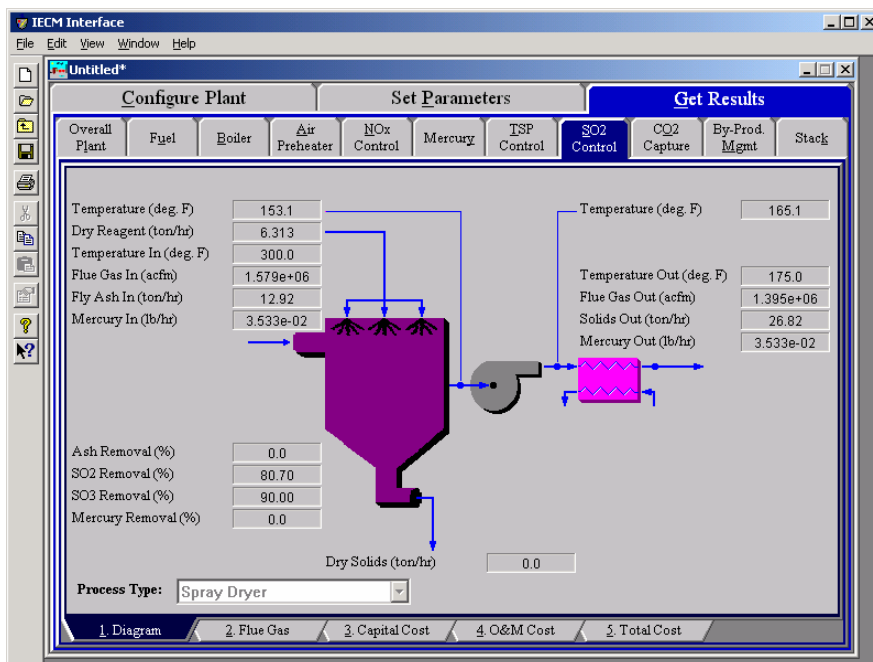 IECM Interface
File Edit View Window Help
Untitled*
Configure Plant Set Parameters Get Results
Overall Plant Fuel Boiler Air Preheater NOx Control Mercury TSP Control SO2 Control CO2 Capture By-Prod. Mgmt Stack
Temperature (deg. F) 153.1
Dry Reagent (ton/hr) 6.313
Temperature In (deg. F) 300.0
Flue Gas In (acfm) 1.579e+06
Fly Ash In (ton/hr) 12.92
Mercury In (lb/hr) 3.533e-02
Temperature (deg. F) 165.1
Temperature Out (deg. F) 175.0
Flue Gas Out (acfm) 1.395e+06
Solids Out (ton/hr) 26.82
Mercury Out (lb/hr) 3.533e-02
Ash Removal (%) 0.0
SO2 Removal (%) 80.70
SO3 Removal (%) 90.00
Mercury Removal (%) 0.0
Dry Solids (ton/hr) 0.0
Process Type: Spray Dryer
1. Diagram 2. Flue Gas 3. Capital Cost 4. O&M Cost 5. Total Cost